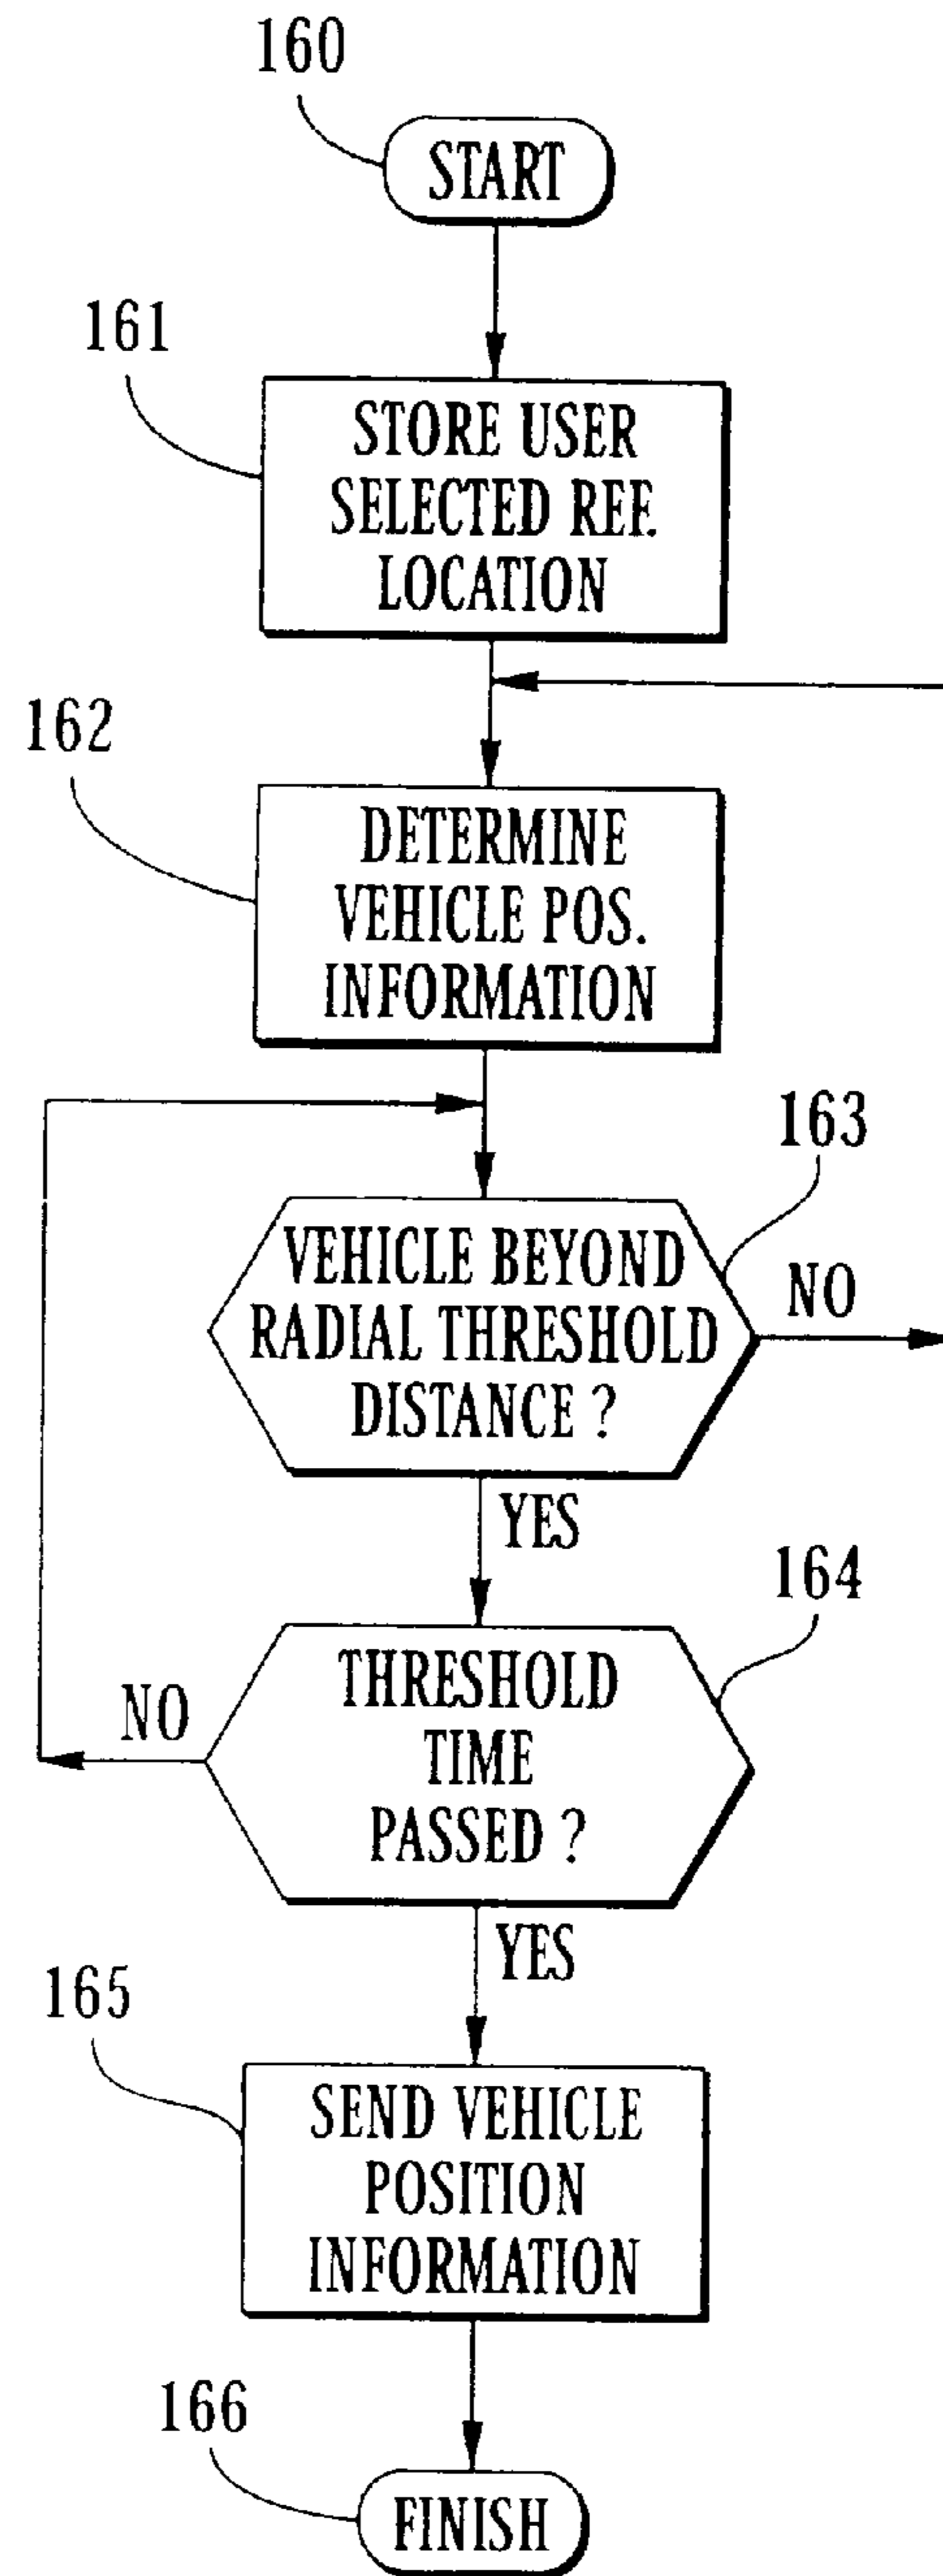 160
START
161
STORE USER
SELECTED REF.
LOCATION
162
DETERMINE
VEHICLE POS.
INFORMATION
163
VEHICLE BEYOND
RADIAL THRESHOLD
DISTANCE ?
NO
YES
164
THRESHOLD
TIME
PASSED ?
NO
YES
165
SEND VEHICLE
POSITION
INFORMATION
166
FINISH